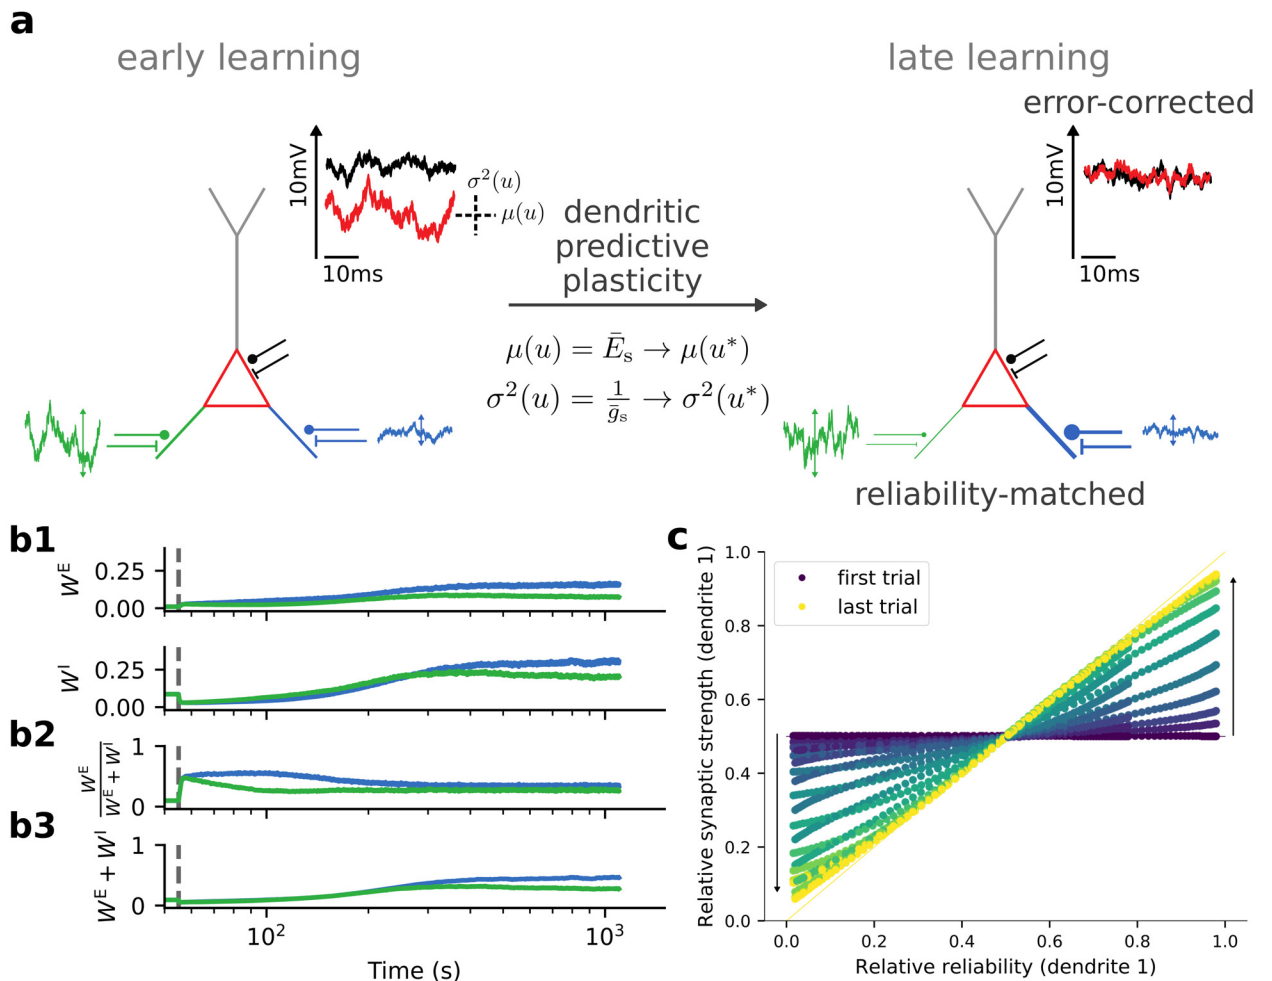 a
early learning
late learning
error-corrected
10mV
σ²(u)
μ(u)
10ms
dendritic
predictive
plasticity
μ(u) = Ē_s → μ(u*)
σ²(u) = 1/ḡ_s → σ²(u*)
10mV
10ms
reliability-matched
b1
W^E
0.25
0.00
W^I
0.25
0.00
b2
W^E / W^E + W^I
1
0
b3
W^E + W^I
1
0
10² 10³
Time (s)
c
Relative synaptic strength (dendrite 1)
1.0
0.8
0.6
0.4
0.2
0.0
first trial
last trial
0.0 0.2 0.4 0.6 0.8 1.0
Relative reliability (dendrite 1)